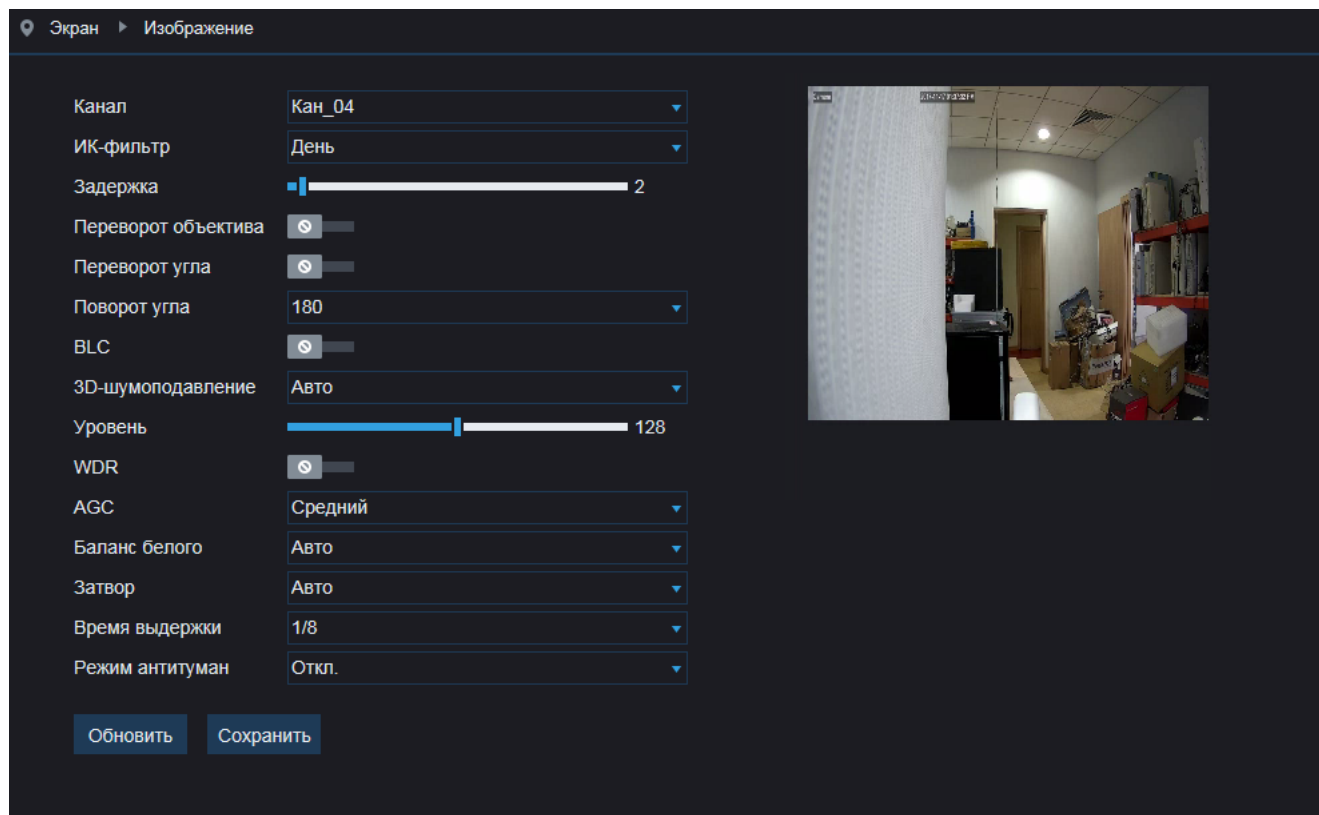 Экран Изображение
Канал Кан_04
ИК-фильтр День
Задержка 2
Переворот объектива
Переворот угла
Поворот угла 180
BLC
3D-шумоподавление Авто
Уровень 128
WDR
AGC Средний
Баланс белого Авто
Затвор Авто
Время выдержки 1/8
Режим антитуман Откл.
Обновить Сохранить